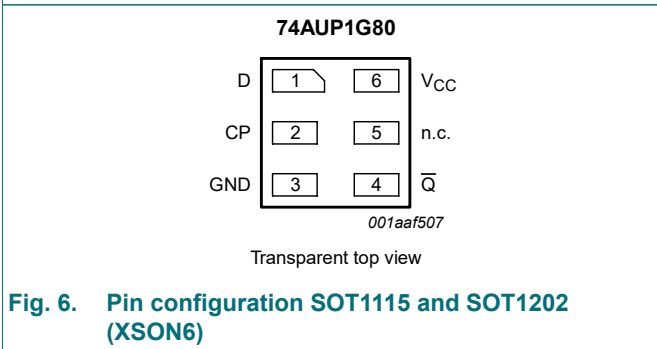 74AUP1G80
D 1 6 VCC
CP 2 5 n.c.
GND 3 4 Q̅
001aaf507
Transparent top view
Fig. 6. Pin configuration SOT1115 and SOT1202
(XSON6)